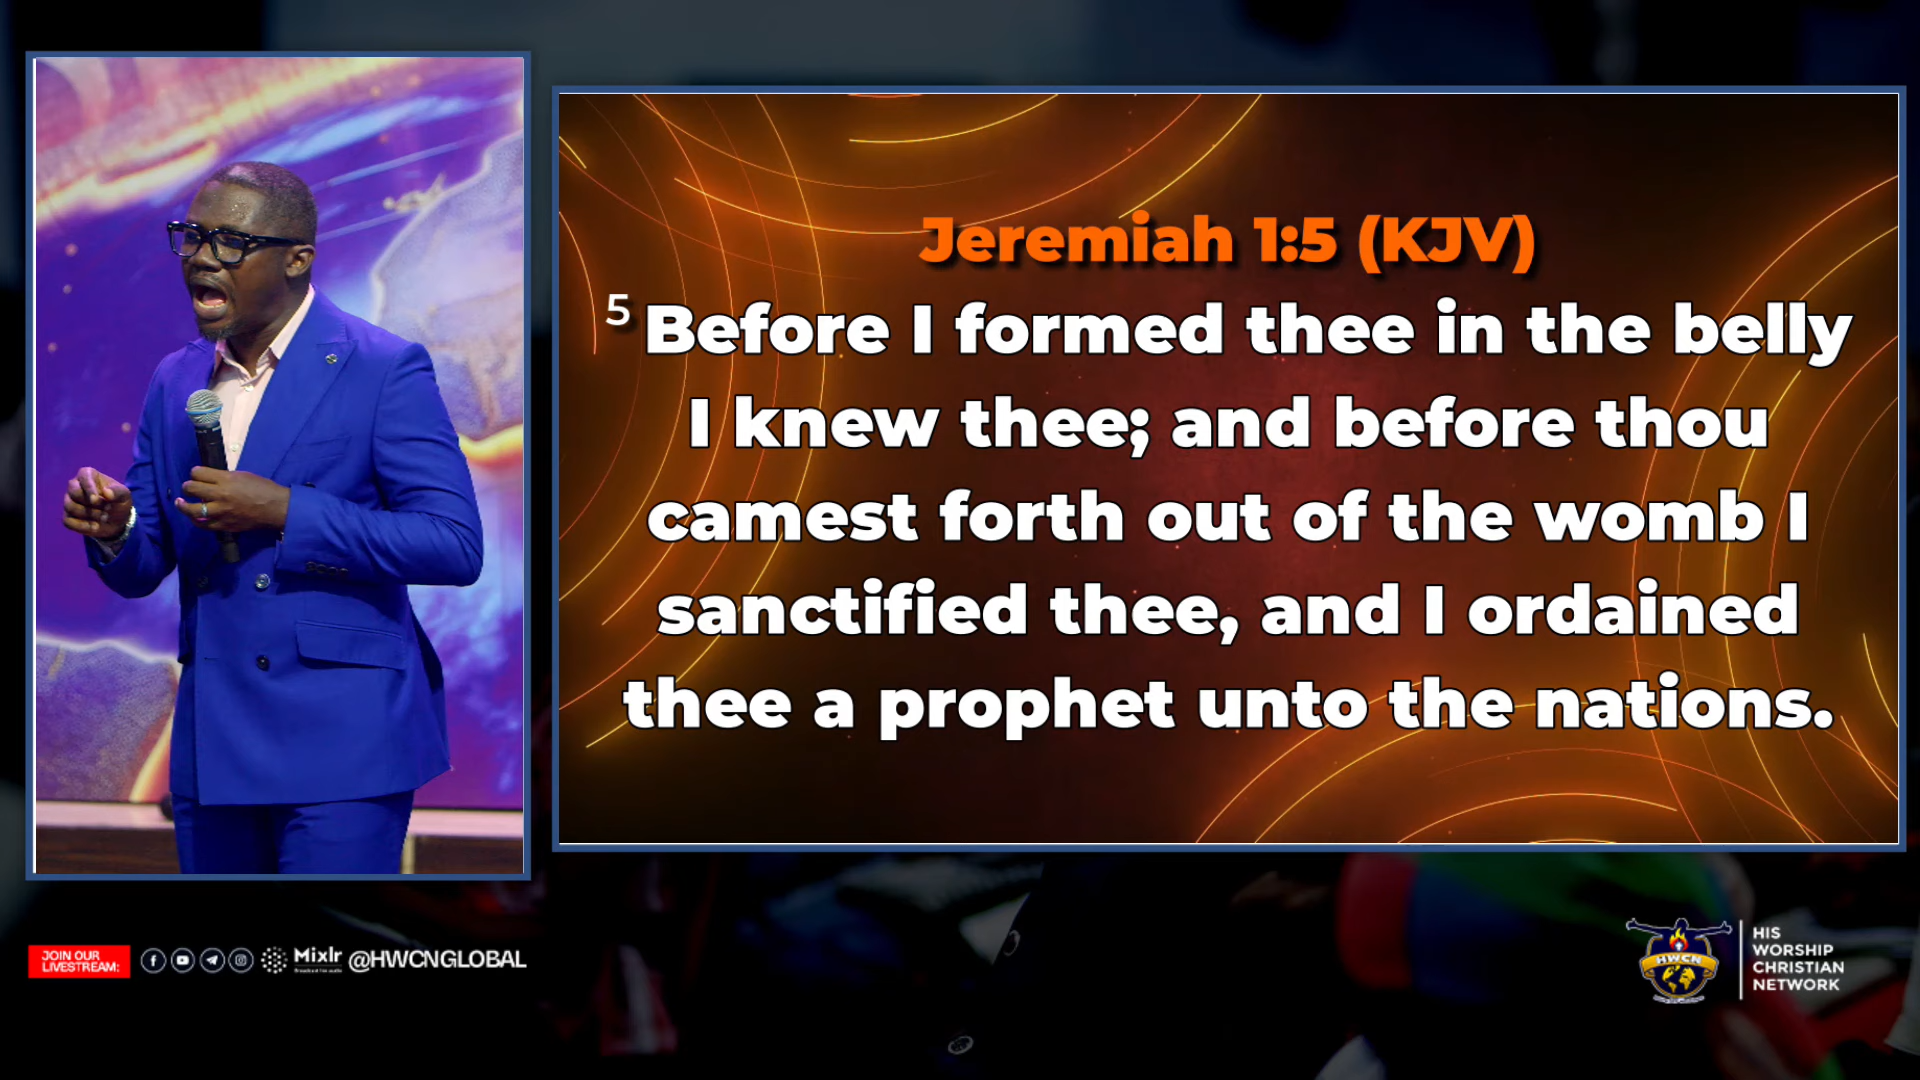 Jeremiah 1:5 (KJV)
5 Before I formed thee in the belly
I knew thee; and before thou
camest forth out of the womb I
sanctified thee, and I ordained
thee a prophet unto the nations.
JOIN OUR
LIVESTREAM:
Mixlr
@HWCNGLOBAL
HWCN
HIS
WORSHIP
CHRISTIAN
NETWORK